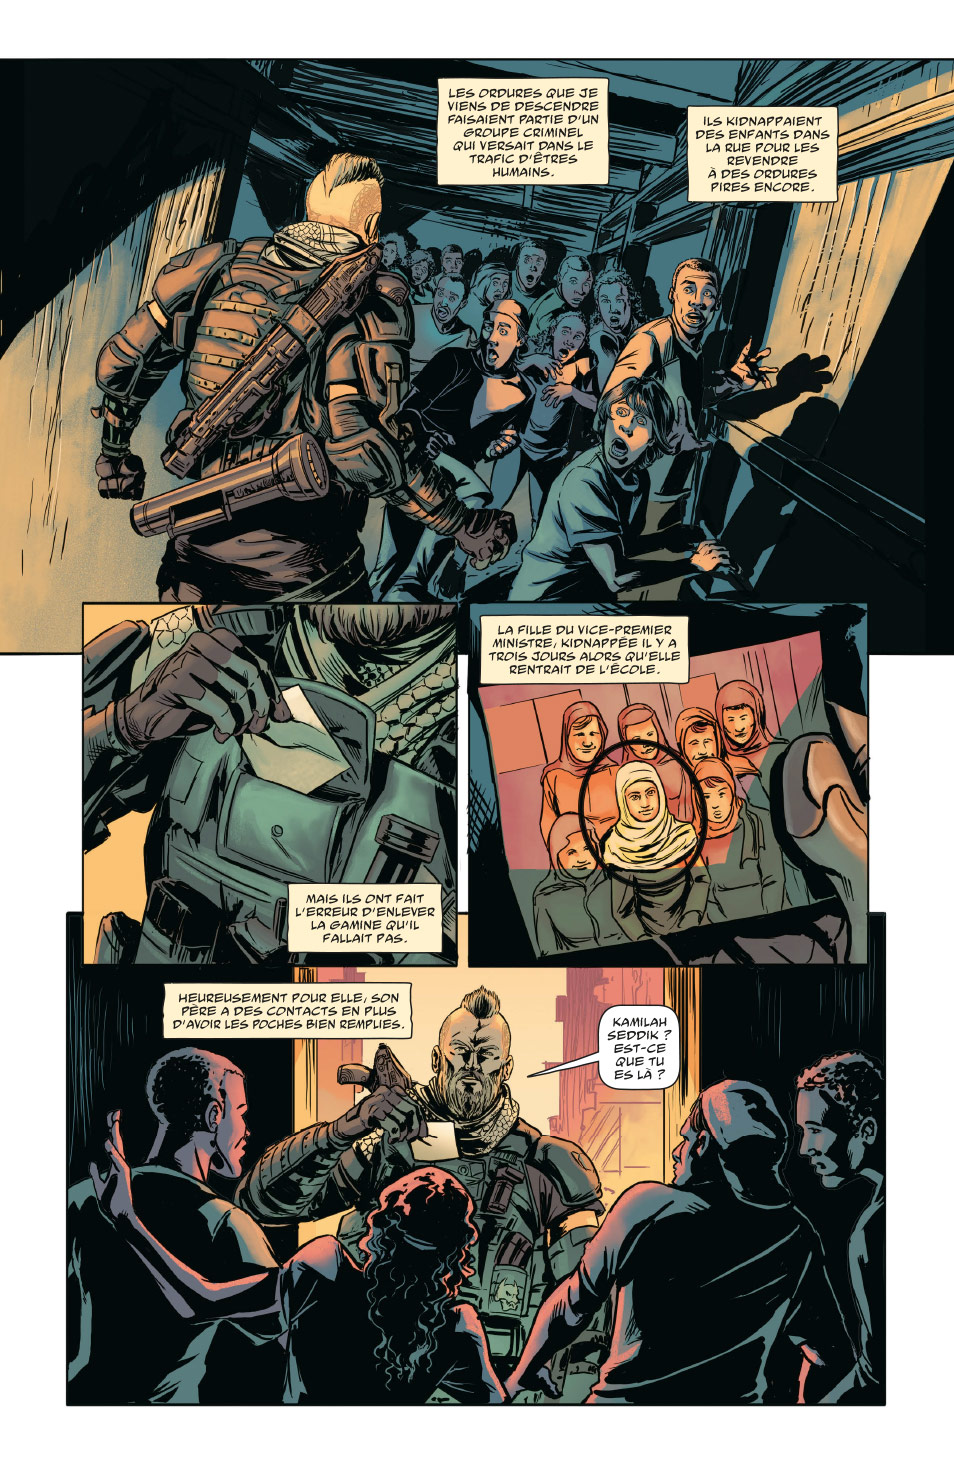 LES ORDURES QUE JE
VIENS DE DESCENDRE
FAISAIENT PARTIE D'UN
GROUPE CRIMINEL
QUI VERSAIT DANS LE
TRAFIC D'ÊTRES
HUMAINS.
ILS KIDNAPPAIENT
DES ENFANTS DANS
LA RUE POUR LES
REVENDRE
À DES ORDURES
PIRES ENCORE.
MAIS ILS ONT FAIT
L'ERREUR D'ENLEVER
LA GAMINE QU'IL
FALLAIT PAS.
LA FILLE DU VICE-PREMIER
MINISTRE, KIDNAPPÉE IL Y A
TROIS JOURS ALORS QU'ELLE
RENTRAIT DE L'ÉCOLE.
HEUREUSEMENT POUR ELLE, SON
PÈRE A DES CONTACTS EN PLUS
D'AVOIR LES POCHES BIEN REMPLIES.
KAMILAH
SEDDIK ?
EST-CE
QUE TU
ES LÀ ?